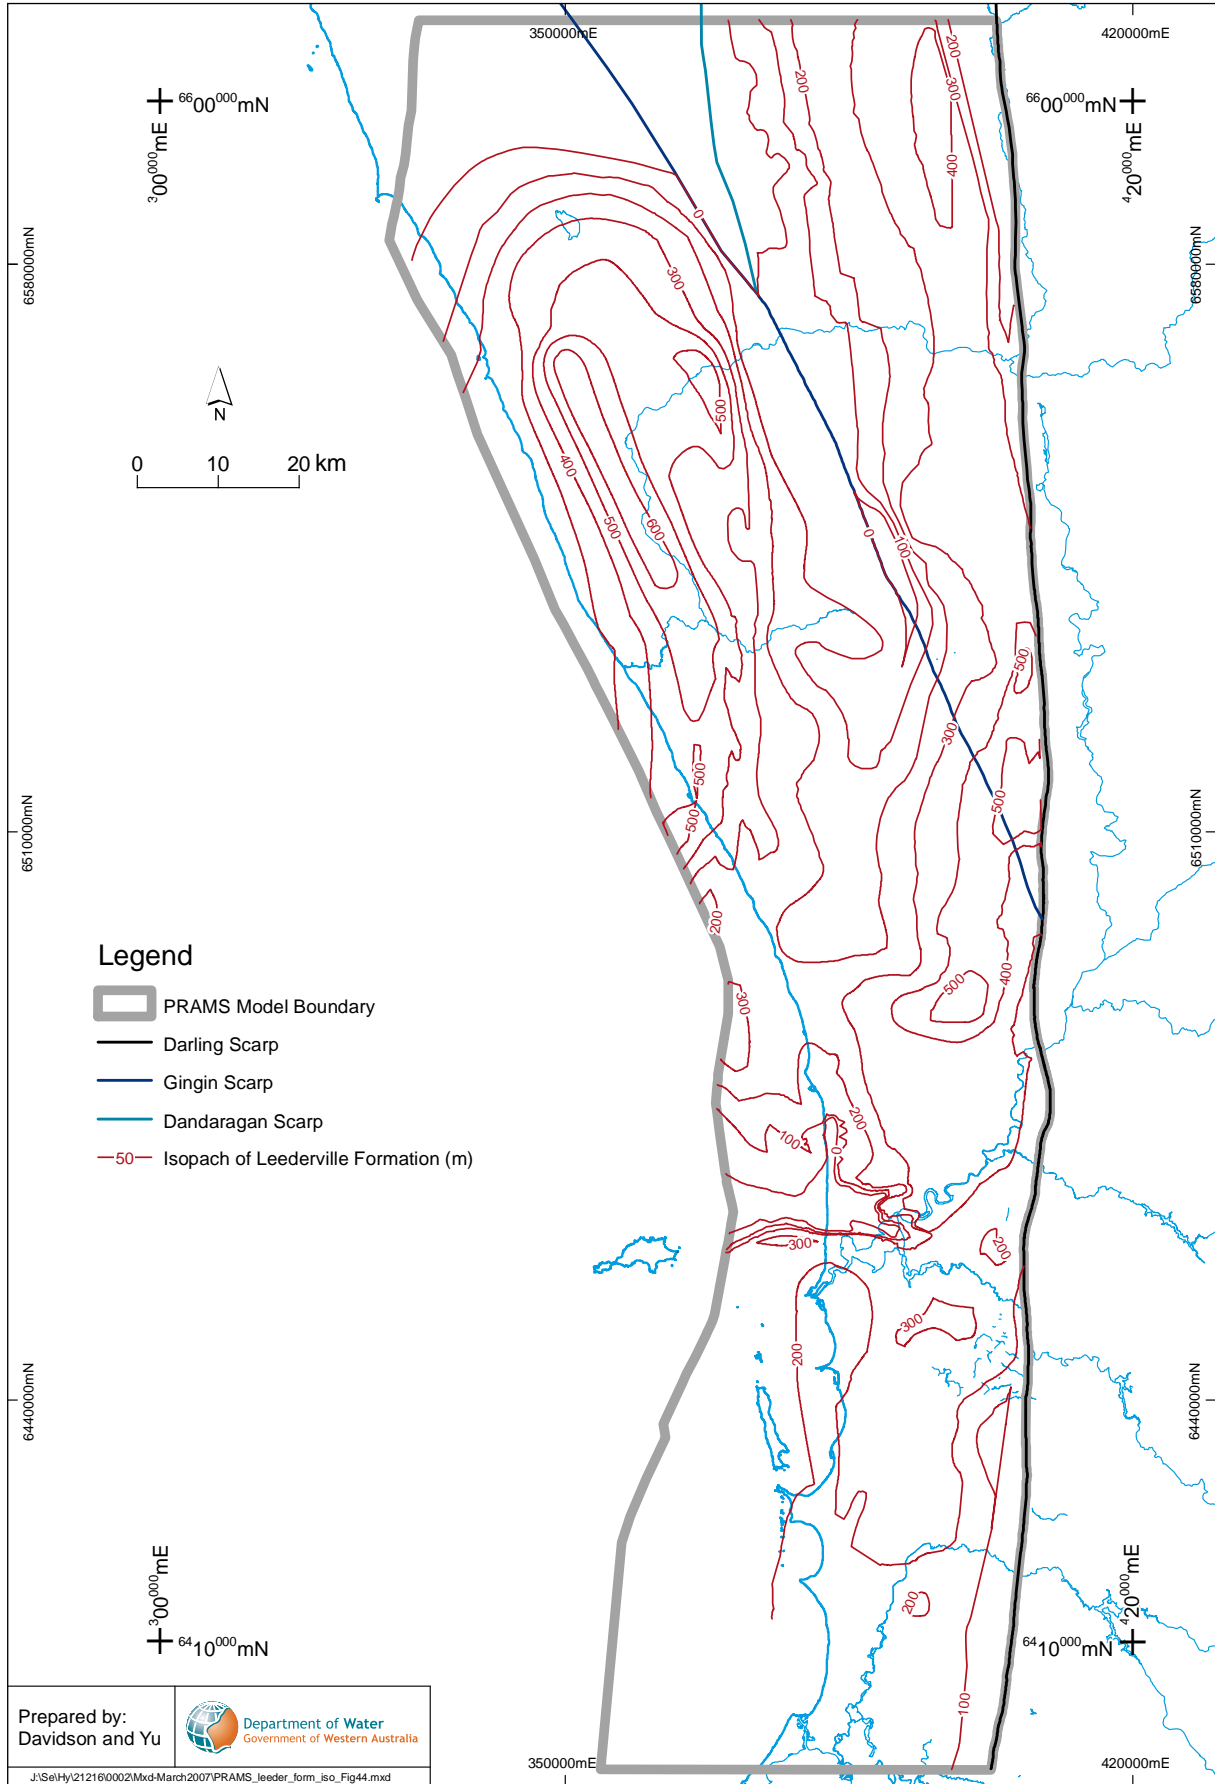 350000mE
420000mE
6600000mN
6600000mN
300000mE
420000mE
6580000mN
6580000mN
200
200
300
400
0
300
N
0 10 20 km
500
400
500
600
0
100
500
300
500
500
500
6510000mN
6510000mN
200
400
500
300
Legend
PRAMS Model Boundary
Darling Scarp
Gingin Scarp
Dandaragan Scarp
50 Isopach of Leederville Formation (m)
200
100
0
300
200
300
200
6440000mN
6440000mN
200
100
300000mE
420000mE
6410000mN
6410000mN
350000mE
420000mE
Prepared by:
Davidson and Yu
Department of Water
Government of Western Australia
J:\Se\Hy\21216\0002\Mxd-March2007\PRAMS_leeder_form_iso_Fig44.mxd